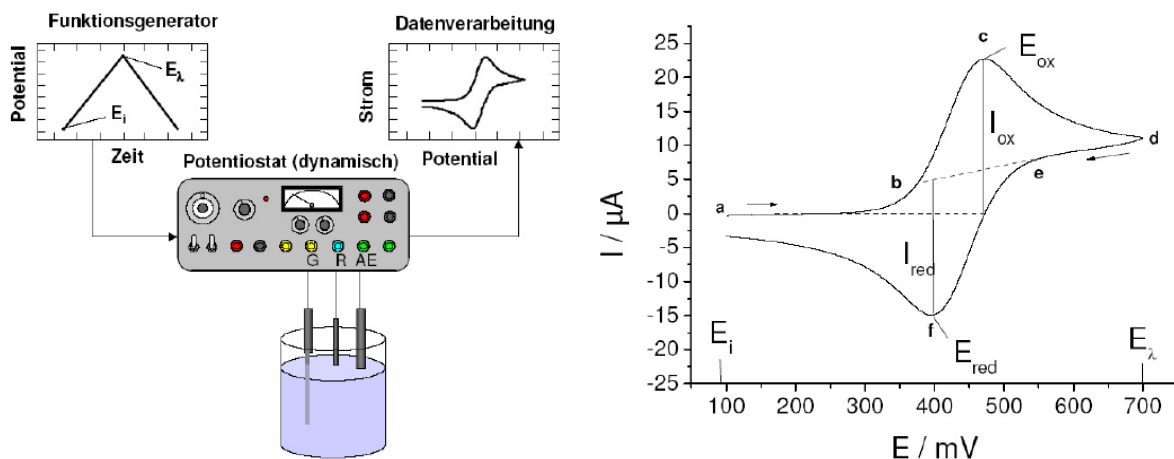 Funktionsgenerator
Potential
Eλ
Ei
Zeit
Datenverarbeitung
Strom
Potential
Potentiostat (dynamisch)
G R AE
I / µA
25
20
15
10
5
0
-5
-10
-15
-20
-25
c
Eox
Iox
d
b
e
a
Ired
f
Ered
Ei
Eλ
100 200 300 400 500 600 700
E / mV